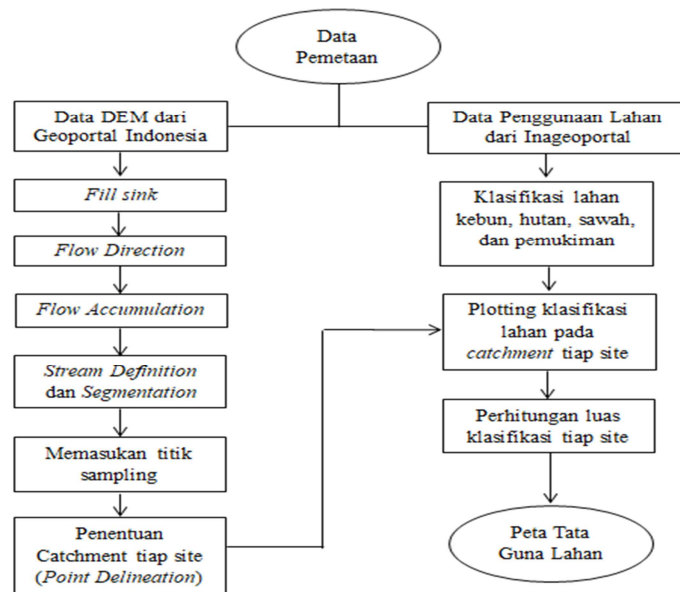 Data
Pemetaan
Data DEM dari
Geoportal Indonesia
Fill sink
Flow Direction
Flow Accumulation
Stream Definition
dan Segmentation
Memasukan titik
sampling
Penentuan
Catchment tiap site
(Point Delineation)
Data Penggunaan Lahan
dari Inageoportal
Klasifikasi lahan
kebun, hutan, sawah,
dan pemukiman
Plotting klasifikasi
lahan pada
catchment tiap site
Perhitungan luas
klasifikasi tiap site
Peta Tata
Guna Lahan